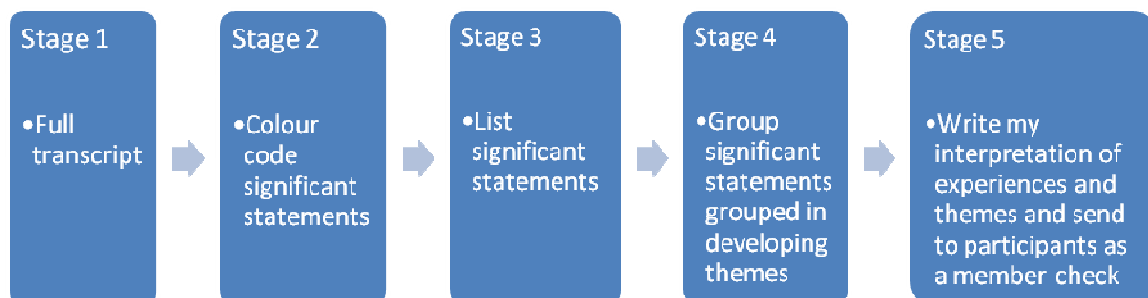 Stage 1
•Full
transcript
Stage 2
•Colour
code
significant
statements
Stage 3
•List
significant
statements
Stage 4
•Group
significant
statements
grouped in
developing
themes
Stage 5
•Write my
interpretation of
experiences and
themes and send
to participants as
a member check